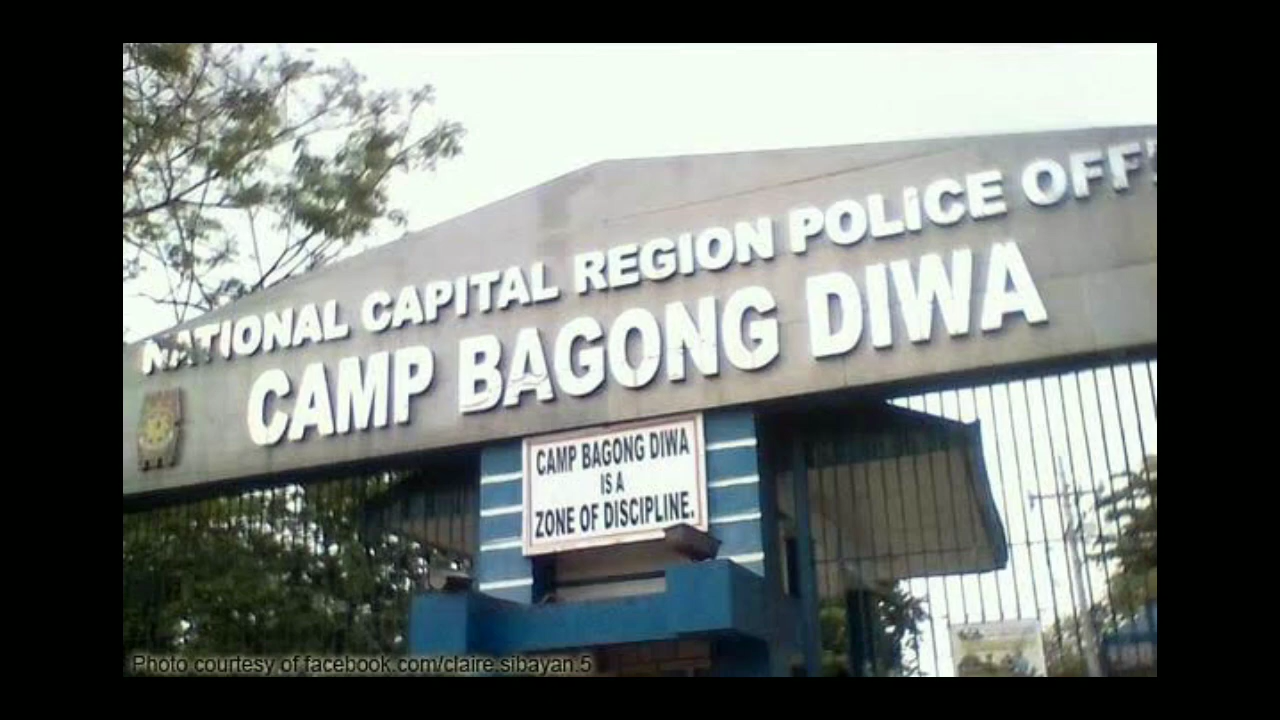 NATIONAL CAPITAL REGION POLICE OFF
CAMP BAGONG DIWA
CAMP BAGONG DIWA
IS A
ZONE OF DISCIPLINE.
Photo courtesy of facebook.com/claire.sibayan.5